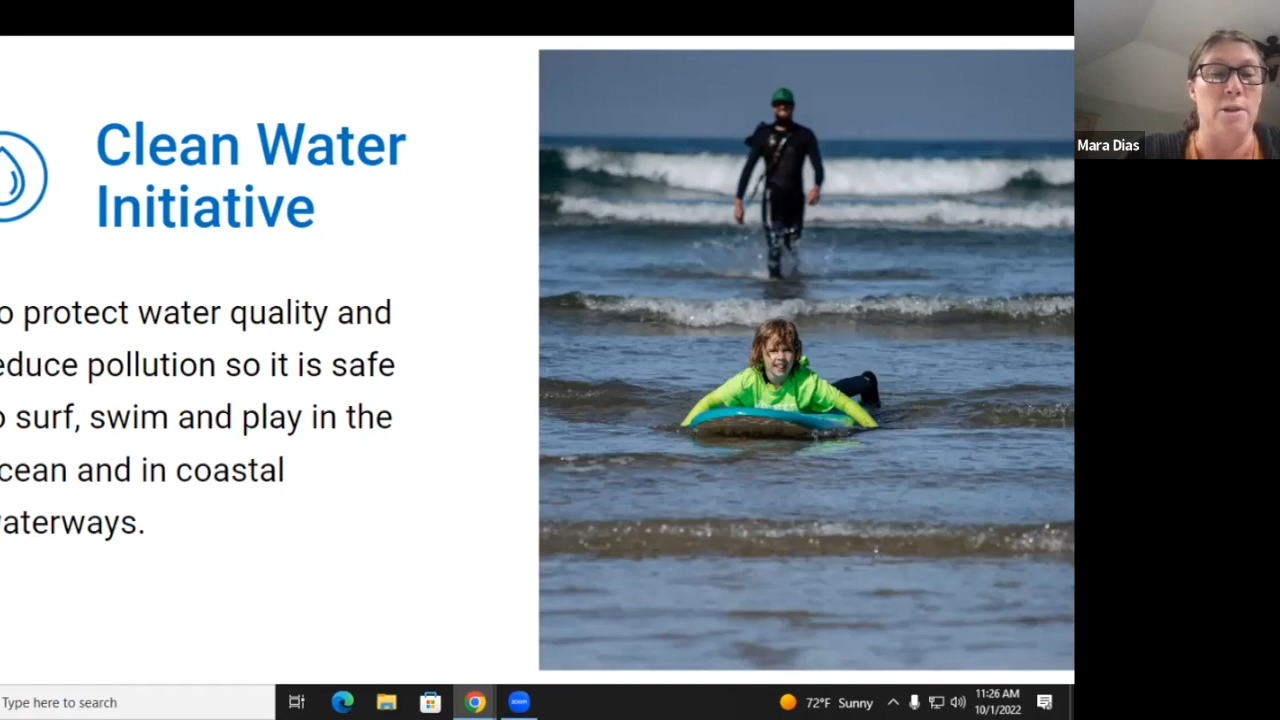 Clean Water
Initiative
o protect water quality and
educe pollution so it is safe
o surf, swim and play in the
cean and in coastal
aterways.
Mara Dias
Type here to search
zoom
72°F Sunny
11:26 AM
10/1/2022